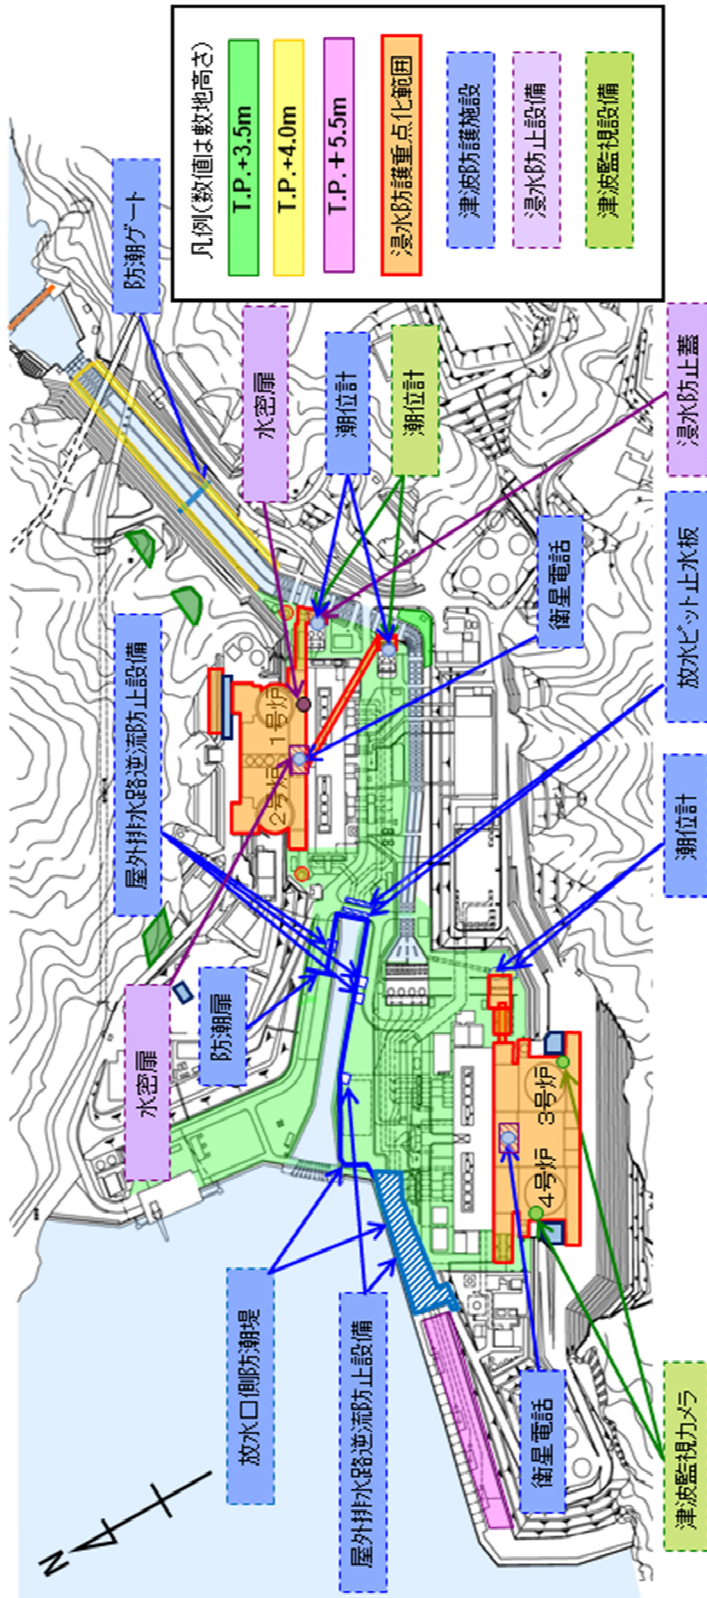 凡例(数値は敷地高さ)
T.P.+3.5m
T.P.+4.0m
T.P.+5.5m
浸水防護重点化範囲
津波防護施設
浸水防止設備
津波監視設備
防潮ゲート
水密扉
潮位計
潮位計
浸水防止蓋
衛星電話
放水ピット止水板
潮位計
屋外排水路逆流防止設備
防潮扉
水密扉
1号炉
2号炉
3号炉
4号炉
放水口側防潮堤
屋外排水路逆流防止設備
衛星電話
津波監視カメラ
N